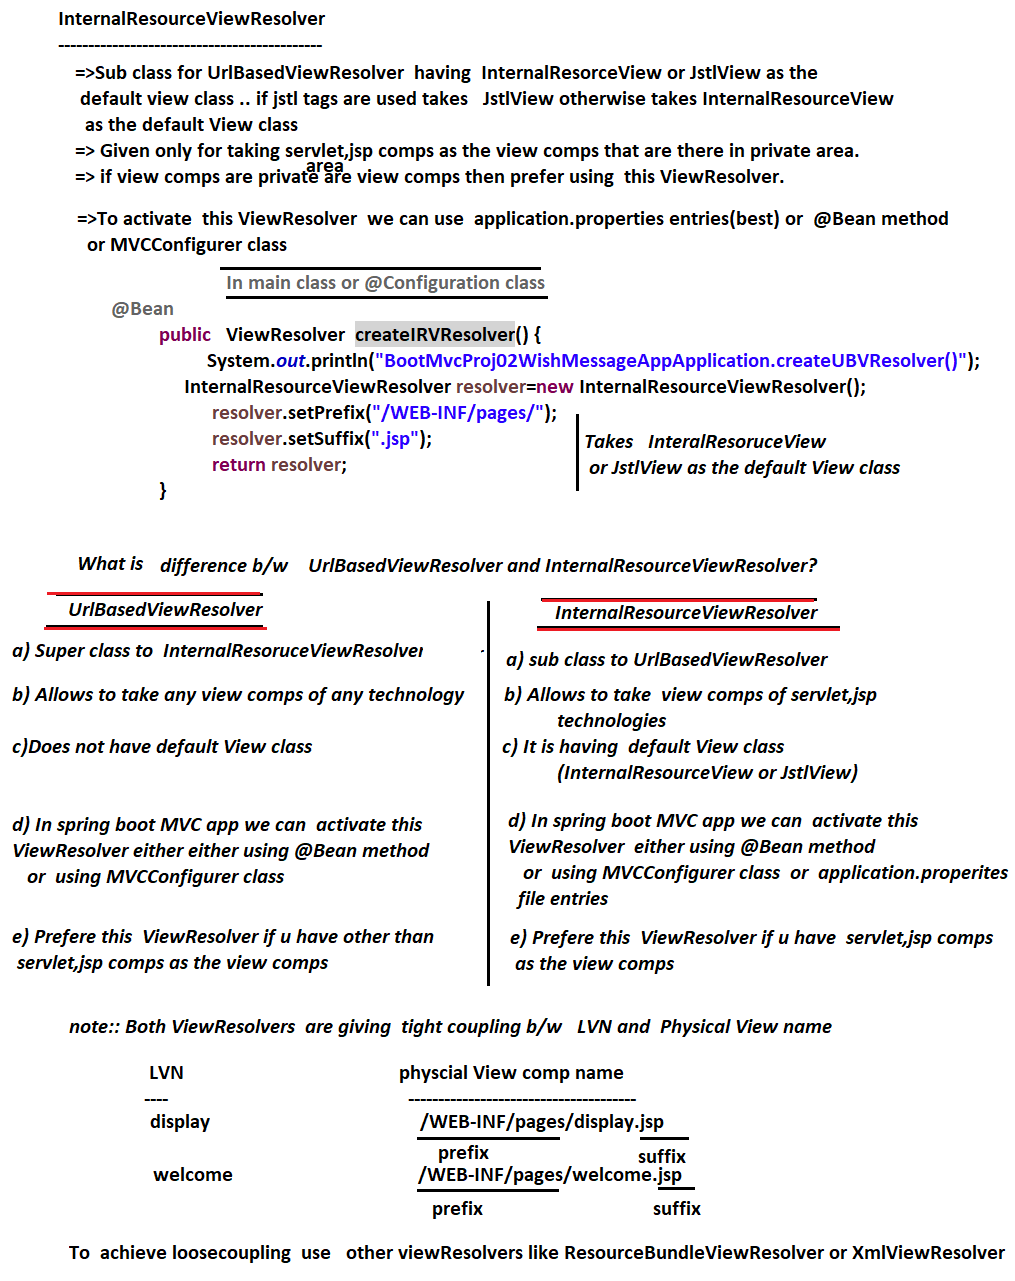 InternalResourceViewResolver
--------------------------------------------
=>Sub class for UrlBasedViewResolver having InternalResorceView or JstlView as the
default view class .. if jstl tags are used takes JstlView otherwise takes InternalResourceView
as the default View class
=> Given only for taking servlet,jsp comps as the view comps that are there in private area.
area
=> if view comps are private are view comps then prefer using this ViewResolver.
=>To activate this ViewResolver we can use application.properties entries(best) or @Bean method
or MVCConfigurer class
In main class or @Configuration class
@Bean
public ViewResolver createIRVResolver() {
System.out.println("BootMvcProj02WishMessageAppApplication.createUBVResolver()");
InternalResourceViewResolver resolver=new InternalResourceViewResolver();
resolver.setPrefix("/WEB-INF/pages/");
resolver.setSuffix(".jsp");
return resolver;
}
Takes InteralResoruceView
or JstlView as the default View class
What is difference b/w UrlBasedViewResolver and InternalResourceViewResolver?
UrlBasedViewResolver
a) Super class to InternalResoruceViewResolver
b) Allows to take any view comps of any technology
c)Does not have default View class
d) In spring boot MVC app we can activate this
ViewResolver either either using @Bean method
or using MVCConfigurer class
e) Prefere this ViewResolver if u have other than
servlet,jsp comps as the view comps
InternalResourceViewResolver
a) sub class to UrlBasedViewResolver
b) Allows to take view comps of servlet,jsp
technologies
c) It is having default View class
(InternalResourceView or JstlView)
d) In spring boot MVC app we can activate this
ViewResolver either using @Bean method
or using MVCConfigurer class or application.properites
file entries
e) Prefere this ViewResolver if u have servlet,jsp comps
as the view comps
note:: Both ViewResolvers are giving tight coupling b/w LVN and Physical View name
LVN physcial View comp name
---- --------------------------------------
display /WEB-INF/pages/display.jsp
prefix suffix
welcome /WEB-INF/pages/welcome.jsp
prefix suffix
To achieve loosecoupling use other viewResolvers like ResourceBundleViewResolver or XmlViewResolver